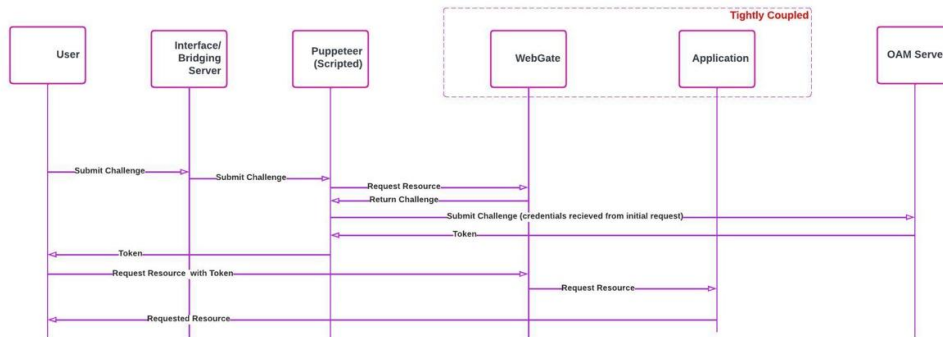 Tightly Coupled
User
Interface/
Bridging
Server
Puppeteer
(Scripted)
WebGate
Application
OAM Serve
Submit Challenge
Submit Challenge
Request Resource
Return Challenge
Submit Challenge (credentials recieved from initial request)
Token
Token
Request Resource with Token
Request Resource
Requested Resource